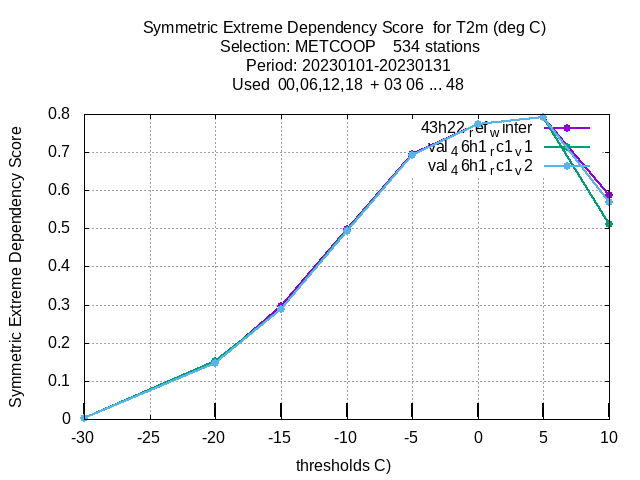 Symmetric Extreme Dependency Score  for T2m (deg C)
Selection: METCOOP    534 stations
Period: 20230101-20230131
Used  00,06,12,18  + 03 06 ... 48
Symmetric Extreme Dependency Score
0.8
0.7
0.6
0.5
0.4
0.3
0.2
0.1
0
43h22_ref_winter
val_46h1_rc1_v1
val_46h1_rc1_v2
-30 -25 -20 -15 -10 -5 0 5 10
thresholds C)